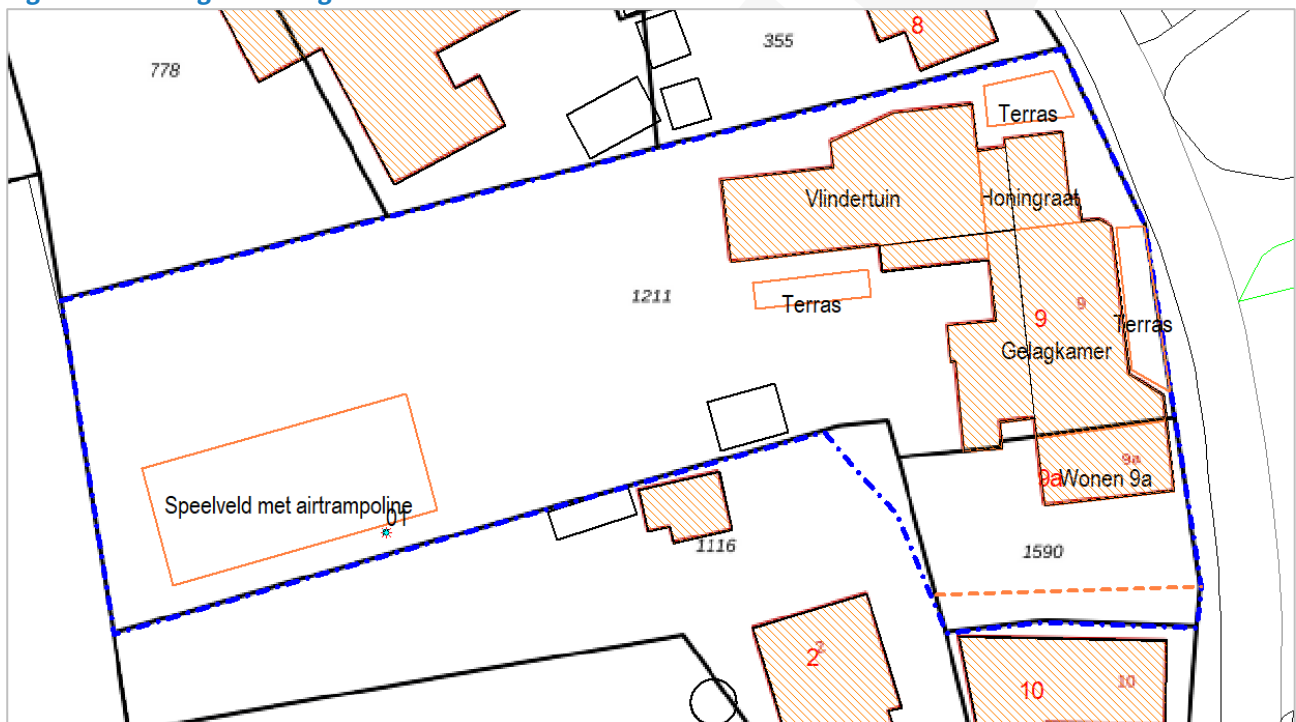 8
355
778
Terras
Vlindertuin
Honingraat
1211
Terras
9
9
Terras
Gelagkamer
9a
9a
Wonen 9a
Speelveld met airtrampoline
01
1116
1590
2
2
10
10